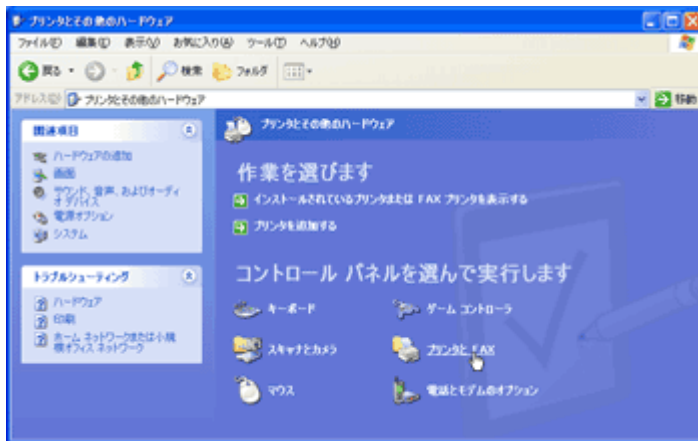 プリンタとその他のハードウェア
ファイル(F) 編集(E) 表示(V) お気に入り(A) ツール(T) ヘルプ(H)
戻る 検索 フォルダ
アドレス(D) プリンタとその他のハードウェア 移動
関連項目
ハードウェアの追加
画面
サウンド、音声、およびオーディ
オ デバイス
電源オプション
システム
トラブルシューティング
ハードウェア
印刷
ホーム ネットワークまたは小規
模オフィス ネットワーク
プリンタとその他のハードウェア
作業を選びます
インストールされているプリンタまたは FAX プリンタを表示する
プリンタを追加する
コントロール パネルを選んで実行します
キーボード ゲーム コントローラ
スキャナとカメラ プリンタと FAX
マウス 電話とモデムのオプション